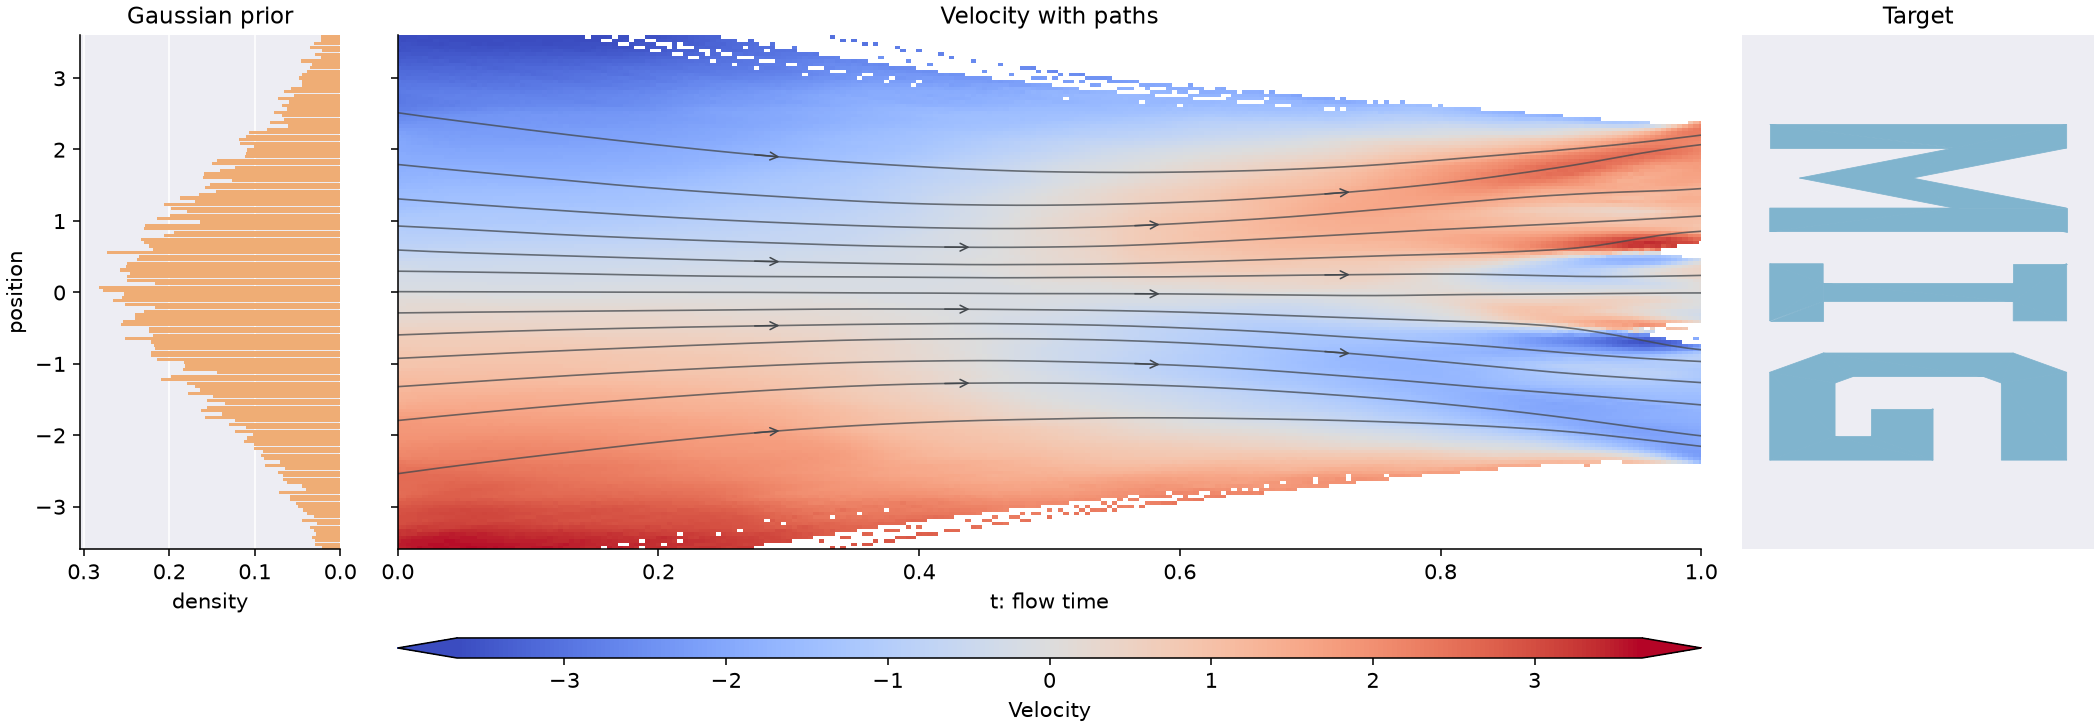 Gaussian prior
Velocity with paths
Target
position
3
2
1
0
−1
−2
−3
0.3 0.2 0.1 0.0
density
0.0 0.2 0.4 0.6 0.8 1.0
t: flow time
MIG
−3 −2 −1 0 1 2 3
Velocity